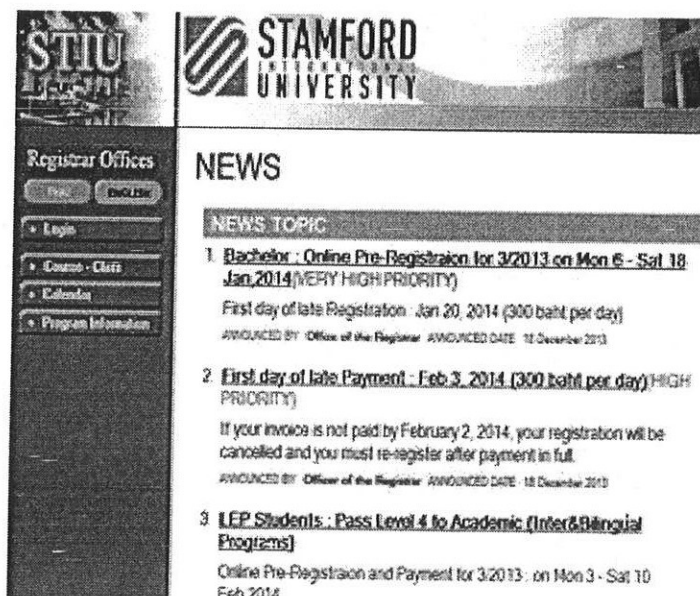 STIU
STAMFORD
INTERNATIONAL
UNIVERSITY
Registrar Offices
ENGLISH
Login
Course - Class
Calendar
Program Information
NEWS
NEWS TOPIC
1. Bachelor : Online Pre-Registraion for 3/2013 on Mon 6 - Sat 18
Jan,2014(VERY HIGH PRIORITY)
First day of late Registration : Jan 20, 2014 (300 baht per day)
ANNOUNCED BY Office of the Registrar ANNOUNCED DATE 18 December 2013
2. First day of late Payment : Feb 3, 2014 (300 baht per day)(HIGH
PRIORITY)
If your invoice is not paid by February 2, 2014, your registration will be
cancelled and you must re-register after payment in full.
ANNOUNCED BY Office of the Registrar ANNOUNCED DATE 18 December 2013
3. LEP Students : Pass Level 4 to Academic (Inter&Bilingual
Programs)
Online Pre-Registraion and Payment for 3/2013 : on Mon 3 - Sat 10
Feb 2014